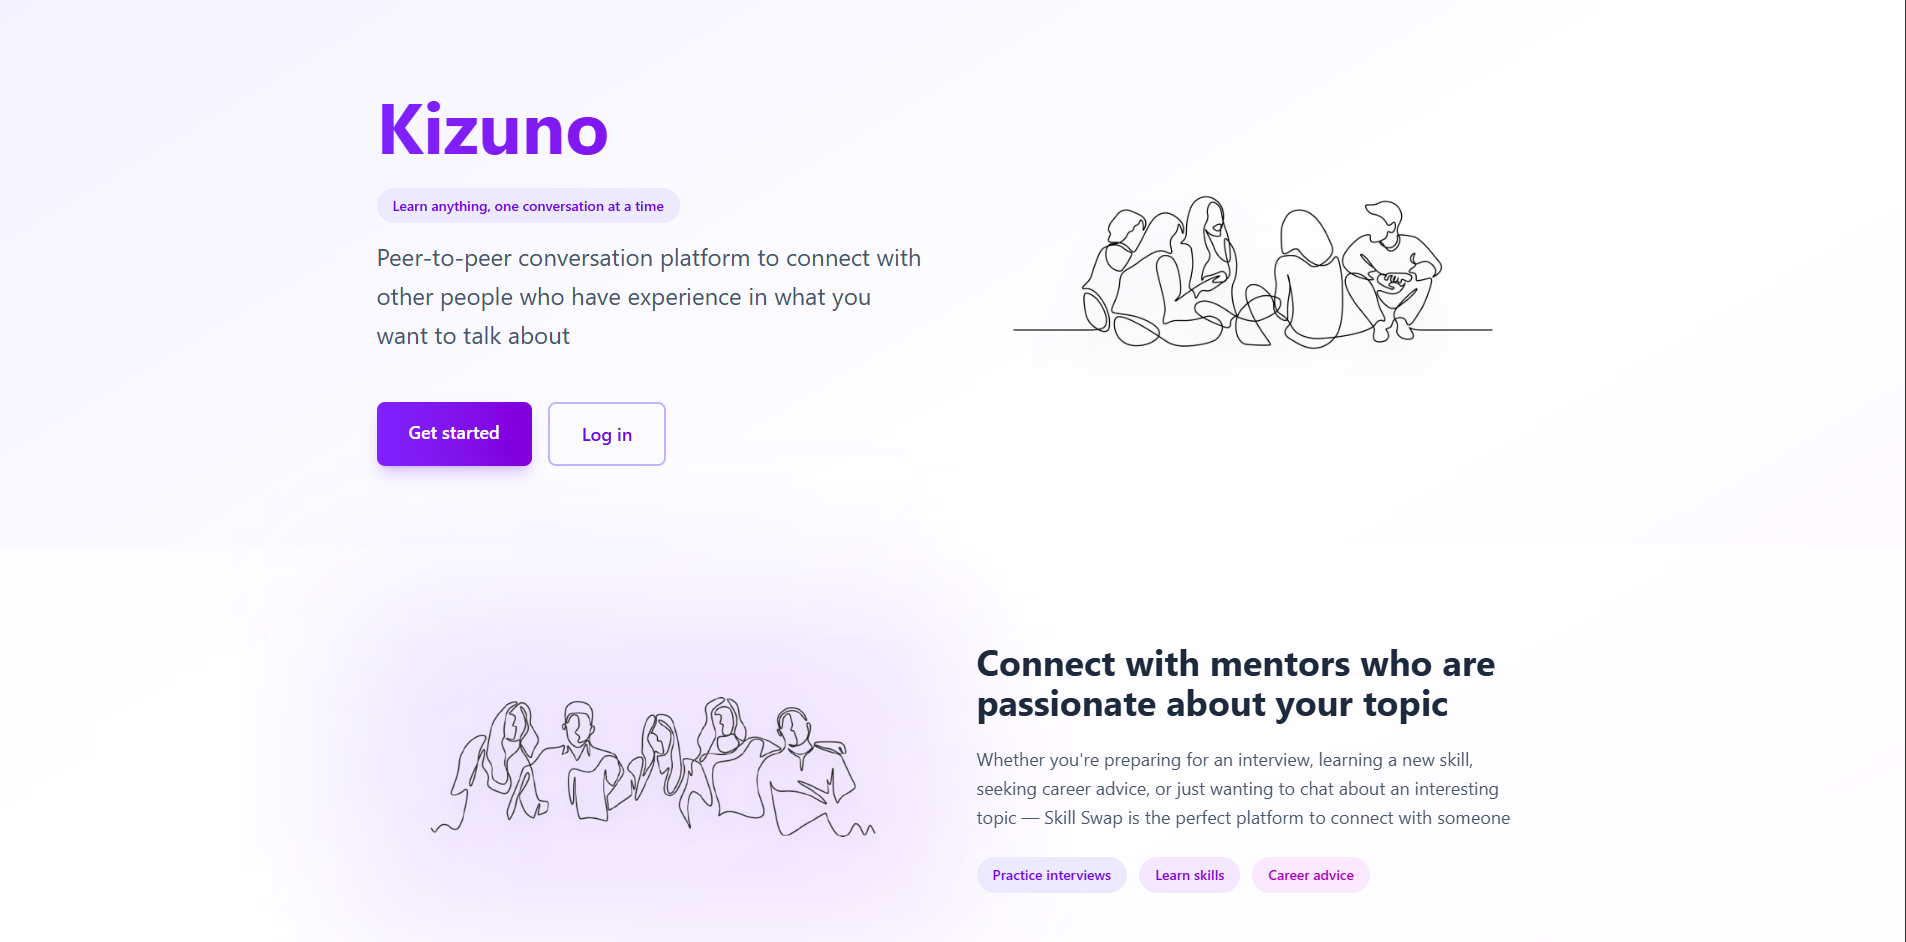 Kizuno
Learn anything, one conversation at a time
Peer-to-peer conversation platform to connect with
other people who have experience in what you
want to talk about
Get started
Log in
Connect with mentors who are
passionate about your topic
Whether you're preparing for an interview, learning a new skill,
seeking career advice, or just wanting to chat about an interesting
topic — Skill Swap is the perfect platform to connect with someone
Practice interviews
Learn skills
Career advice